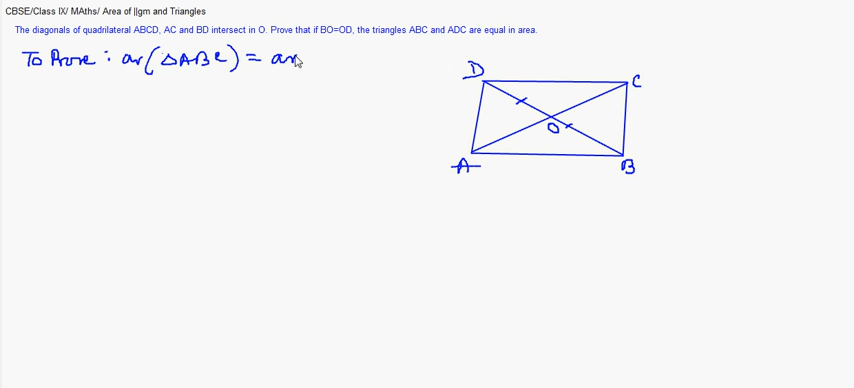 CBSE/Class IX/ MAths/ Area of ||gm and Triangles
The diagonals of quadrilateral ABCD, AC and BD intersect in O. Prove that if BO=OD, the triangles ABC and ADC are equal in area.
To Prove : ar(△ABC) = ar
D
C
O
A
B